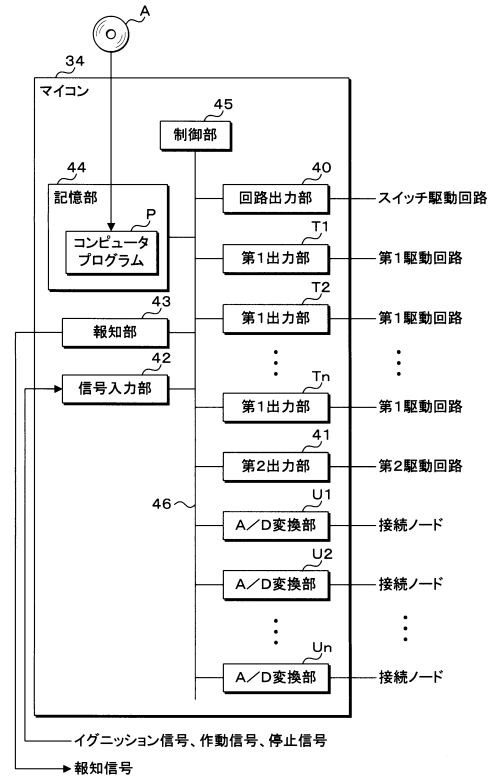 A
34
マイコン
45
制御部
44
記憶部
P
コンピュータ
プログラム
40
回路出力部
スイッチ駆動回路
T1
第1出力部
第1駆動回路
43
報知部
T2
第1出力部
第1駆動回路
42
信号入力部
Tn
第1出力部
第1駆動回路
41
第2出力部
第2駆動回路
46
U1
A/D変換部
接続ノード
U2
A/D変換部
接続ノード
Un
A/D変換部
接続ノード
イグニッション信号、作動信号、停止信号
報知信号